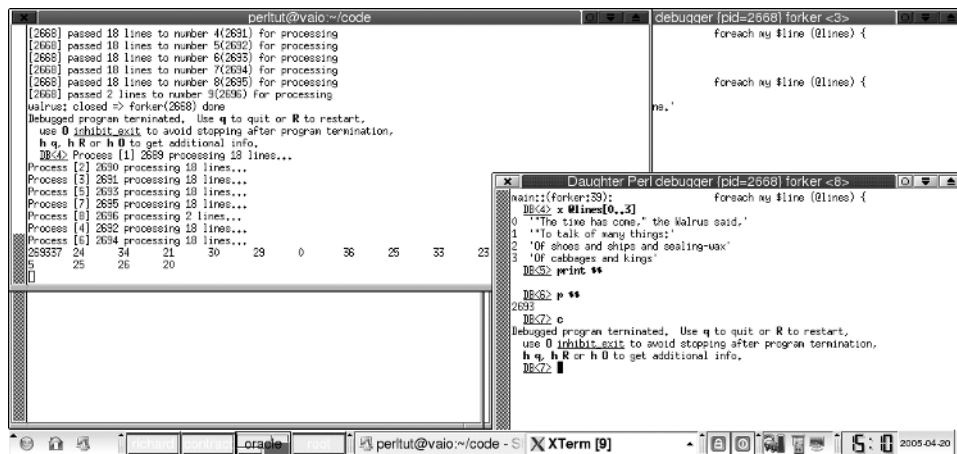 perltut@vaio:~/code
[2668] passed 18 lines to number 4(2691) for processing
[2668] passed 18 lines to number 5(2692) for processing
[2668] passed 18 lines to number 6(2693) for processing
[2668] passed 18 lines to number 7(2694) for processing
[2668] passed 18 lines to number 8(2695) for processing
[2668] passed 2 lines to number 9(2696) for processing
walrus: closed => forker(2668) done
Debugged program terminated.  Use q to quit or R to restart,
use O inhibit_exit to avoid stopping after program termination,
h q, h R or h O to get additional info.
DB<4> Process [1] 2689 processing 18 lines...
Process [2] 2690 processing 18 lines...
Process [3] 2691 processing 18 lines...
Process [5] 2693 processing 18 lines...
Process [7] 2695 processing 18 lines...
Process [8] 2696 processing 2 lines...
Process [4] 2692 processing 18 lines...
Process [6] 2694 processing 18 lines...
269337 24 34 21 30 29 0 36 25 33 23
5 25 26 20
debugger {pid=2668} forker <3>
foreach my $line (@lines) {
foreach my $line (@lines) {
ne.'
Daughter Perl debugger {pid=2668} forker <8>
main::(forker:39): foreach my $line (@lines) {
DB<4> x @lines[0..3]
0 '"The time has come," the Walrus said,'
1 '"To talk of many things:'
2 'Of shoes and ships and sealing-wax'
3 'Of cabbages and kings'
DB<5> print $$
DB<6> p $$
2693
DB<7> c
Debugged program terminated.  Use q to quit or R to restart,
use O inhibit_exit to avoid stopping after program termination,
h q, h R or h O to get additional info.
DB<7>
richard contract oracle root perltut@vaio:~/code - S XTerm [9] 15:10 2005-04-20